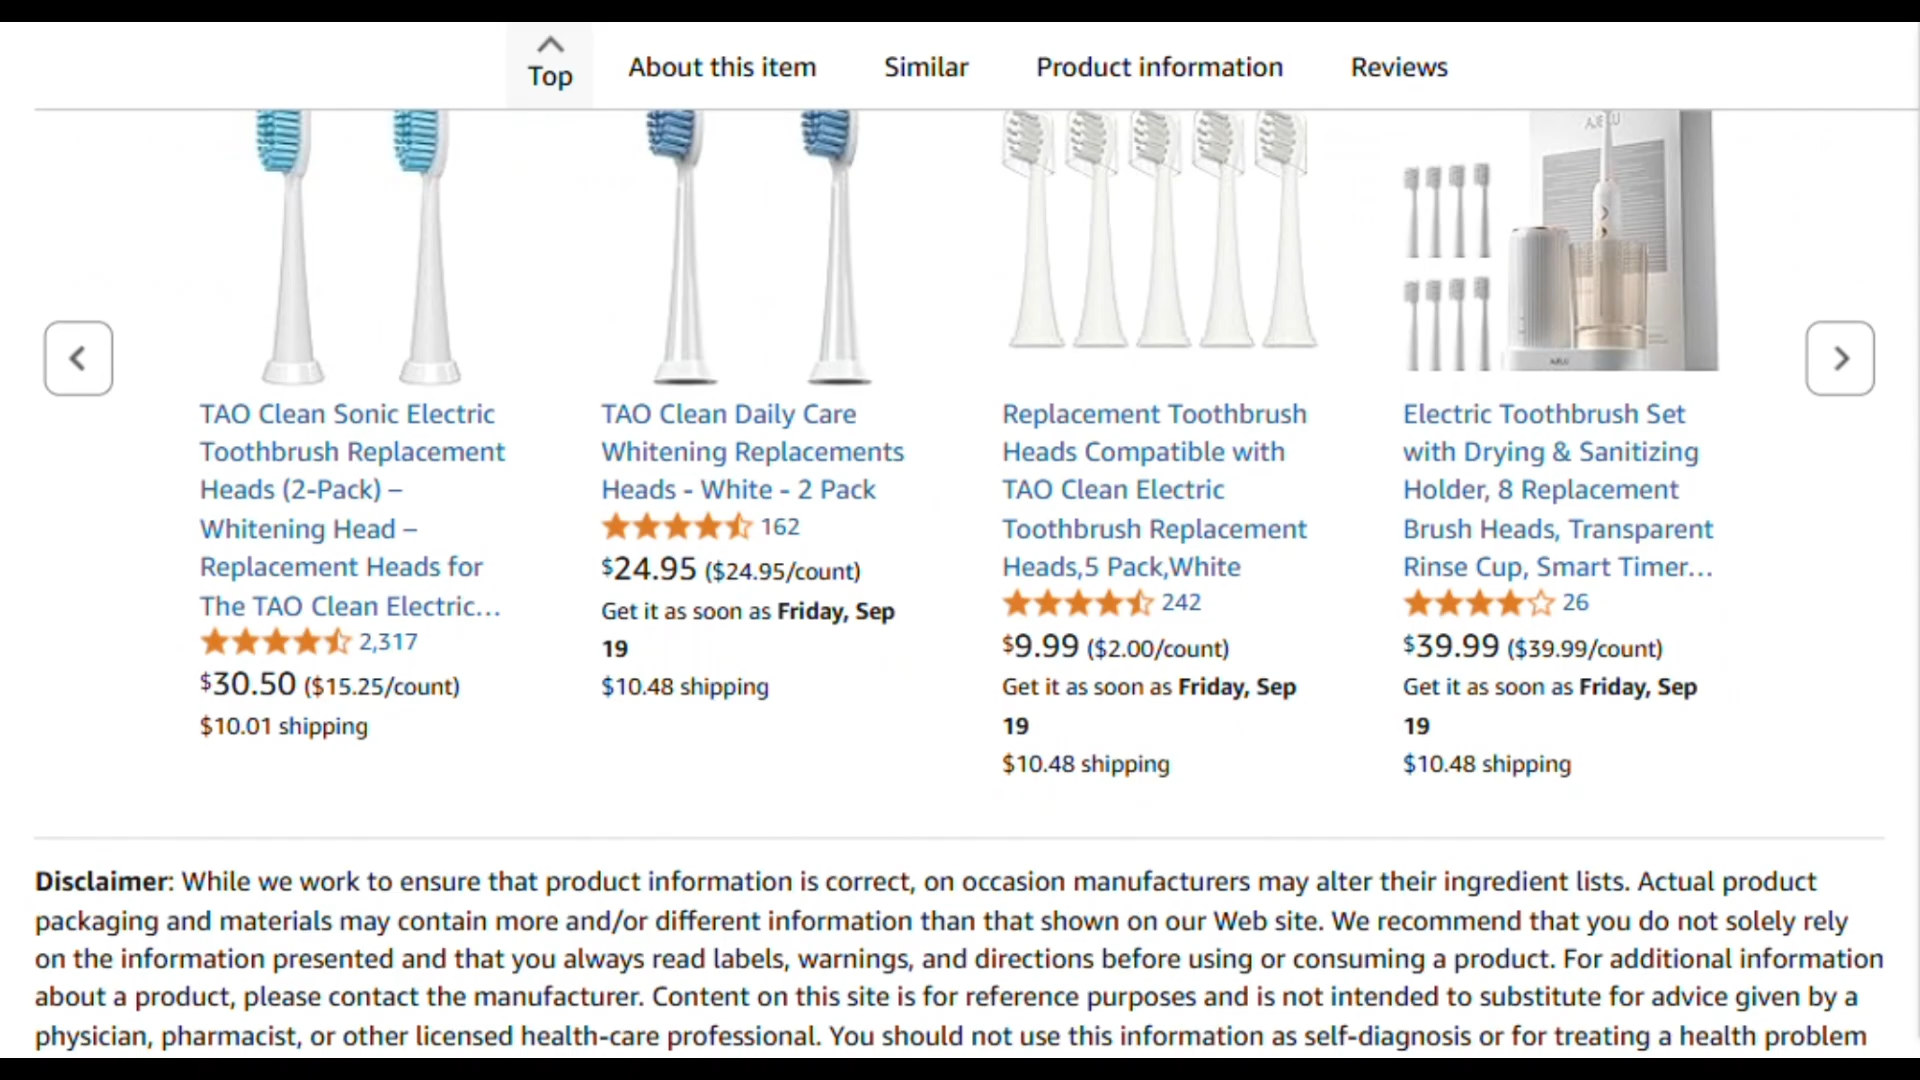 Top
About this item
Similar
Product information
Reviews
TAO Clean Sonic Electric
Toothbrush Replacement
Heads (2-Pack) –
Whitening Head –
Replacement Heads for
The TAO Clean Electric...
2,317
$30.50 ($15.25/count)
$10.01 shipping
TAO Clean Daily Care
Whitening Replacements
Heads - White - 2 Pack
162
$24.95 ($24.95/count)
Get it as soon as Friday, Sep
19
$10.48 shipping
Replacement Toothbrush
Heads Compatible with
TAO Clean Electric
Toothbrush Replacement
Heads,5 Pack,White
242
$9.99 ($2.00/count)
Get it as soon as Friday, Sep
19
$10.48 shipping
Electric Toothbrush Set
with Drying & Sanitizing
Holder, 8 Replacement
Brush Heads, Transparent
Rinse Cup, Smart Timer...
26
$39.99 ($39.99/count)
Get it as soon as Friday, Sep
19
$10.48 shipping
Disclaimer: While we work to ensure that product information is correct, on occasion manufacturers may alter their ingredient lists. Actual product
packaging and materials may contain more and/or different information than that shown on our Web site. We recommend that you do not solely rely
on the information presented and that you always read labels, warnings, and directions before using or consuming a product. For additional information
about a product, please contact the manufacturer. Content on this site is for reference purposes and is not intended to substitute for advice given by a
physician, pharmacist, or other licensed health-care professional. You should not use this information as self-diagnosis or for treating a health problem